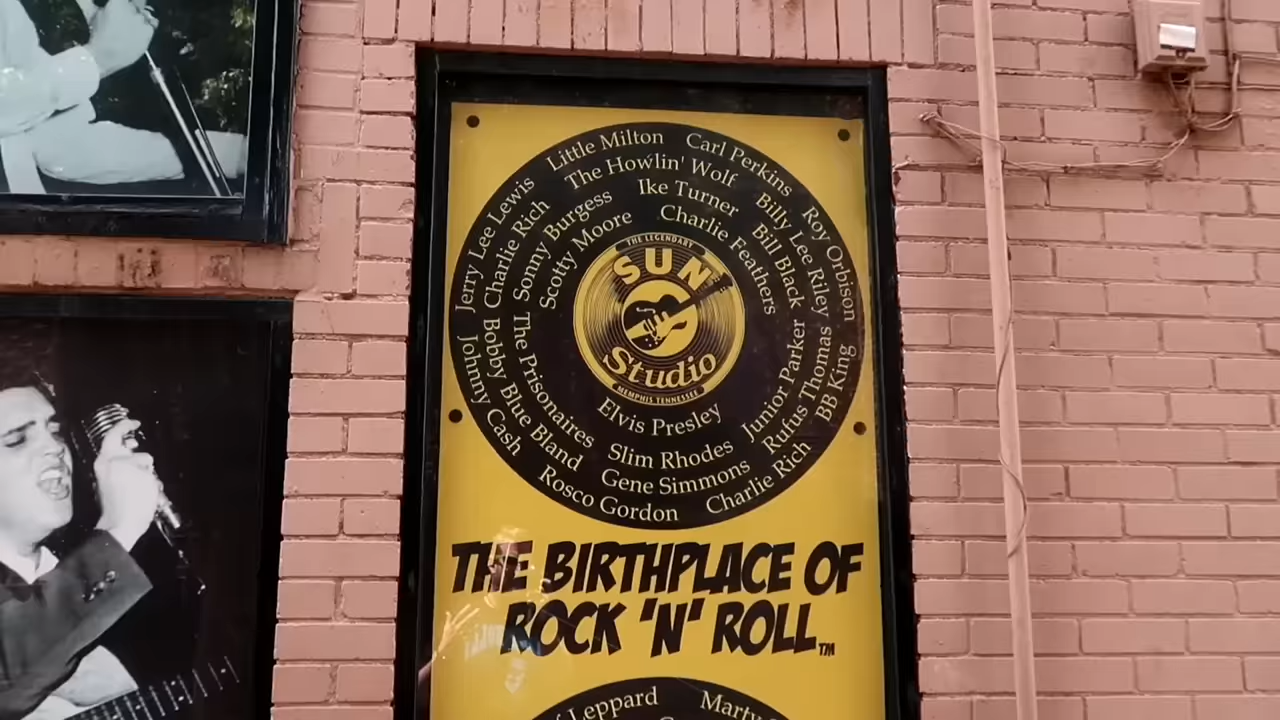 Little Milton
Carl Perkins
Roy Orbison
BB King
Charlie Rich
Rosco Gordon
Johnny Cash
Jerry Lee Lewis
The Howlin' Wolf
Billy Lee Riley
Rufus Thomas
Gene Simmons
Bobby Blue Bland
Charlie Rich
Ike Turner
Bill Black
Junior Parker
Slim Rhodes
The Prisonaires
Sonny Burgess
Charlie Feathers
Elvis Presley
Scotty Moore
THE LEGENDARY
SUN
Studio
MEMPHIS TENNESSEE
THE BIRTHPLACE OF
ROCK 'N' ROLL™
Leppard